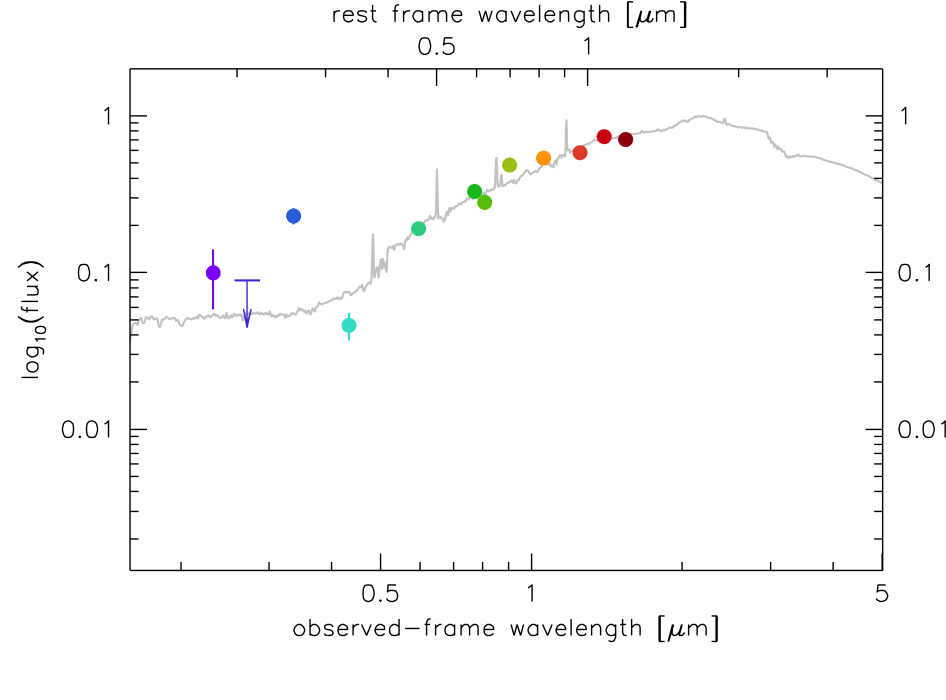 rest frame wavelength [μm]
0.5 1
1 1
0.1 0.1
log10(flux)
0.01 0.01
0.5 1 5
observed-frame wavelength [μm]